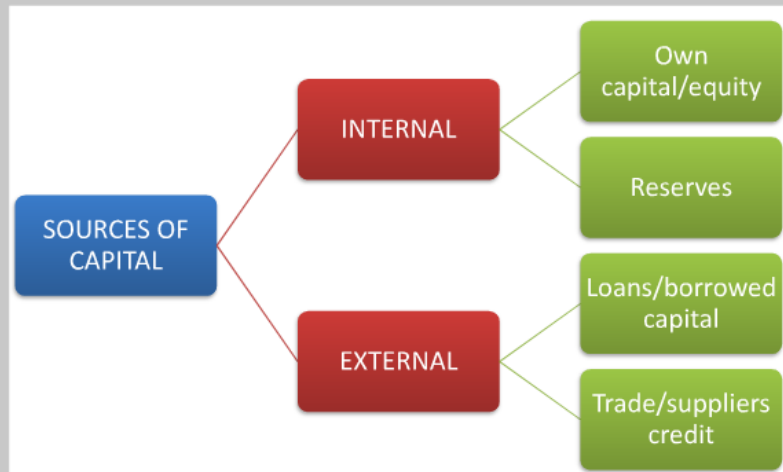 SOURCES OF
CAPITAL
INTERNAL
Own
capital/equity
Reserves
EXTERNAL
Loans/borrowed
capital
Trade/suppliers
credit